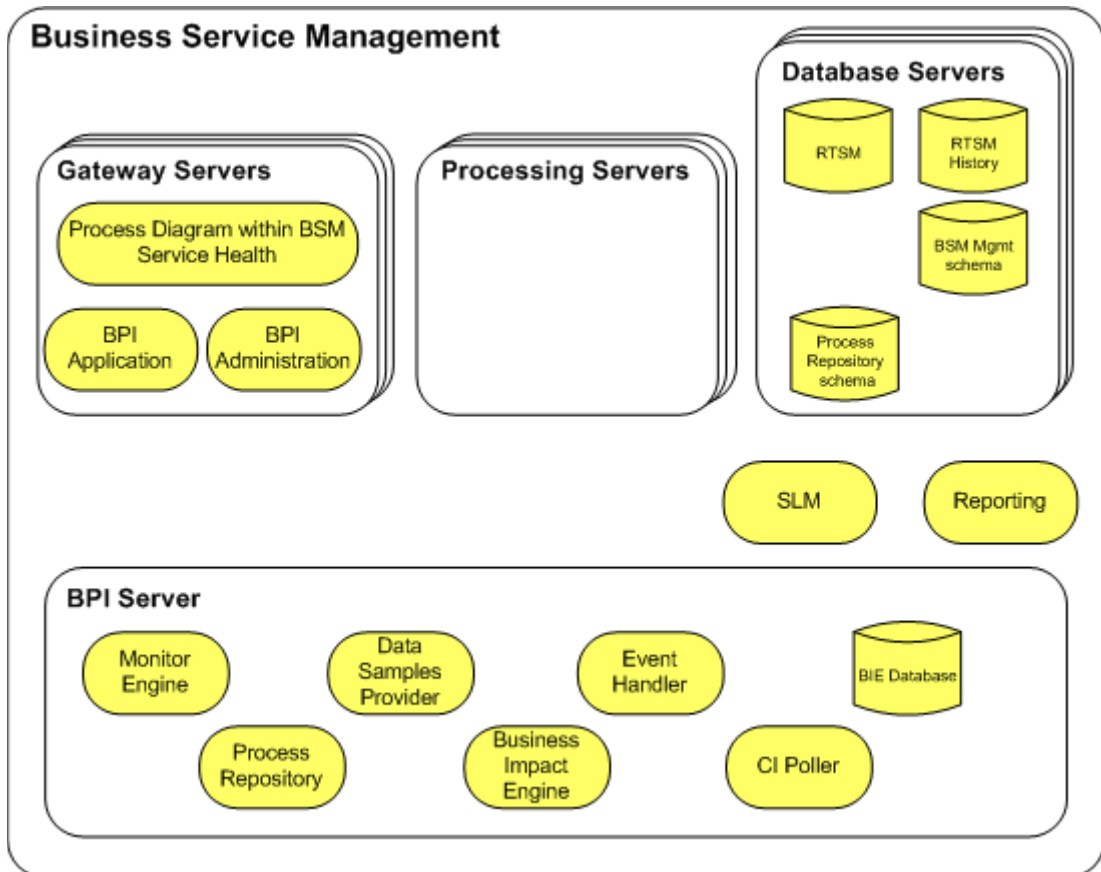 Business Service Management
Database Servers
RTSM
RTSM
History
BSM Mgmt
schema
Process
Repository
schema
Gateway Servers
Process Diagram within BSM
Service Health
BPI
Application
BPI
Administration
Processing Servers
SLM
Reporting
BPI Server
Monitor
Engine
Data
Samples
Provider
Event
Handler
BIE Database
Process
Repository
Business
Impact
Engine
CI Poller